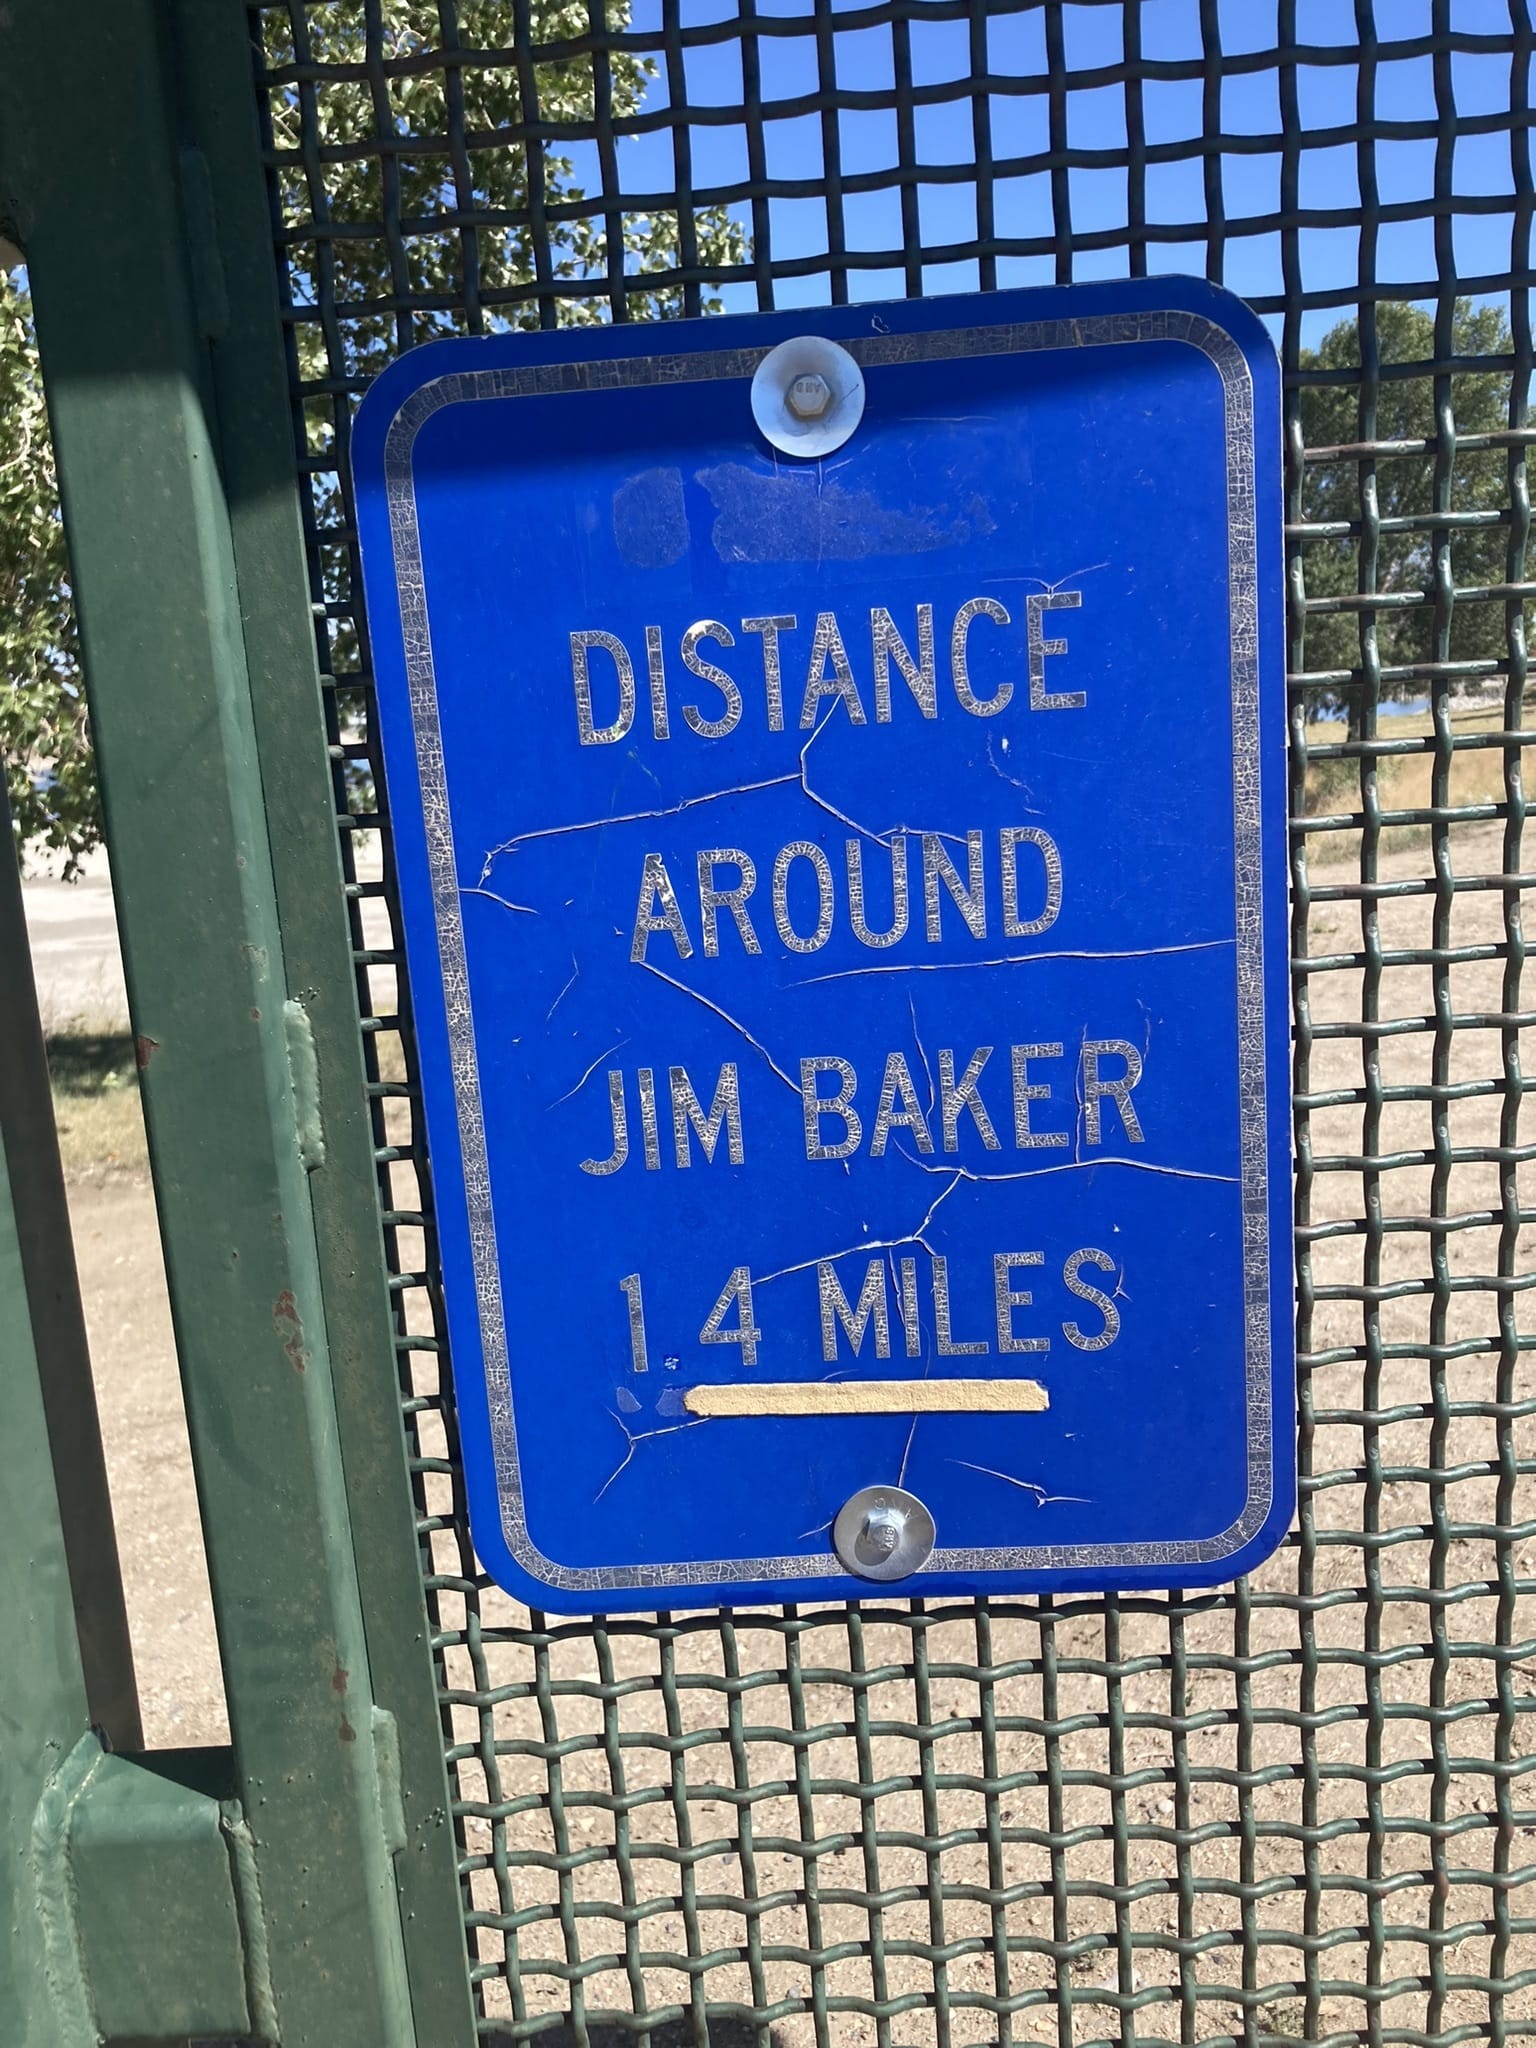 DISTANCE
AROUND
JIM BAKER
1.4 MILES